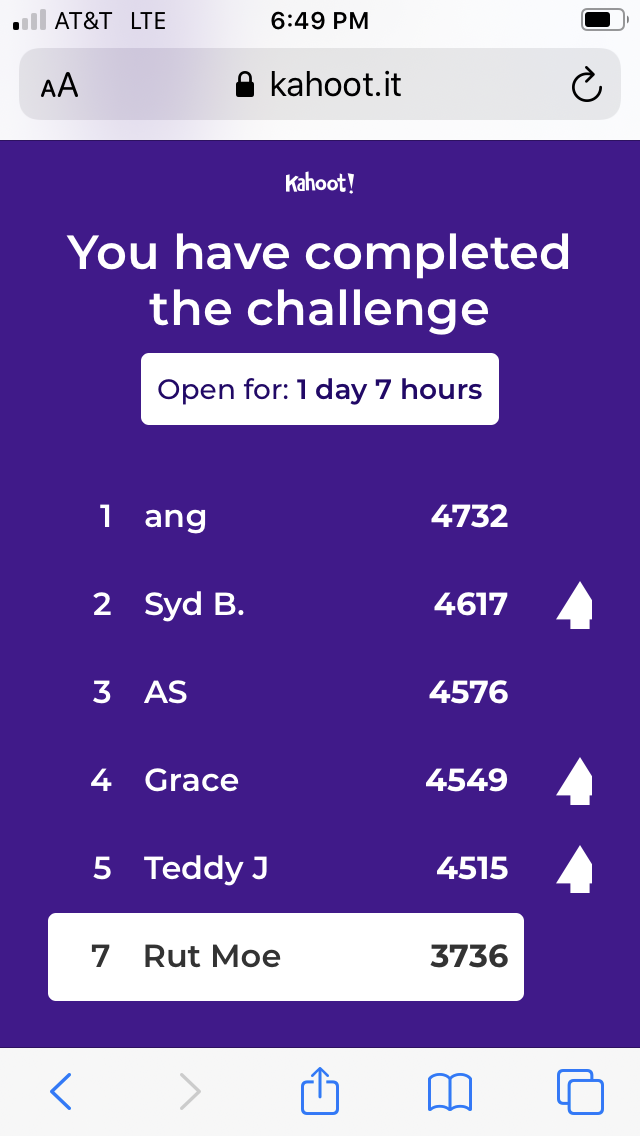 AT&T LTE 6:49 PM
AA kahoot.it
Kahoot!
You have completed
the challenge
Open for: 1 day 7 hours
1 ang 4732
2 Syd B. 4617
3 AS 4576
4 Grace 4549
5 Teddy J 4515
7 Rut Moe 3736